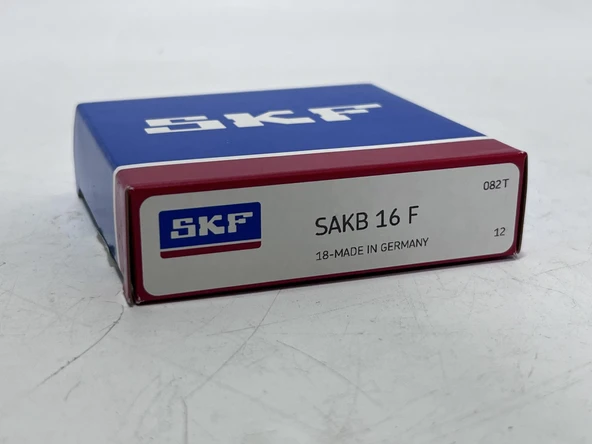 SKF
SKF
SAKB 16 F
18-MADE IN GERMANY
082T
12